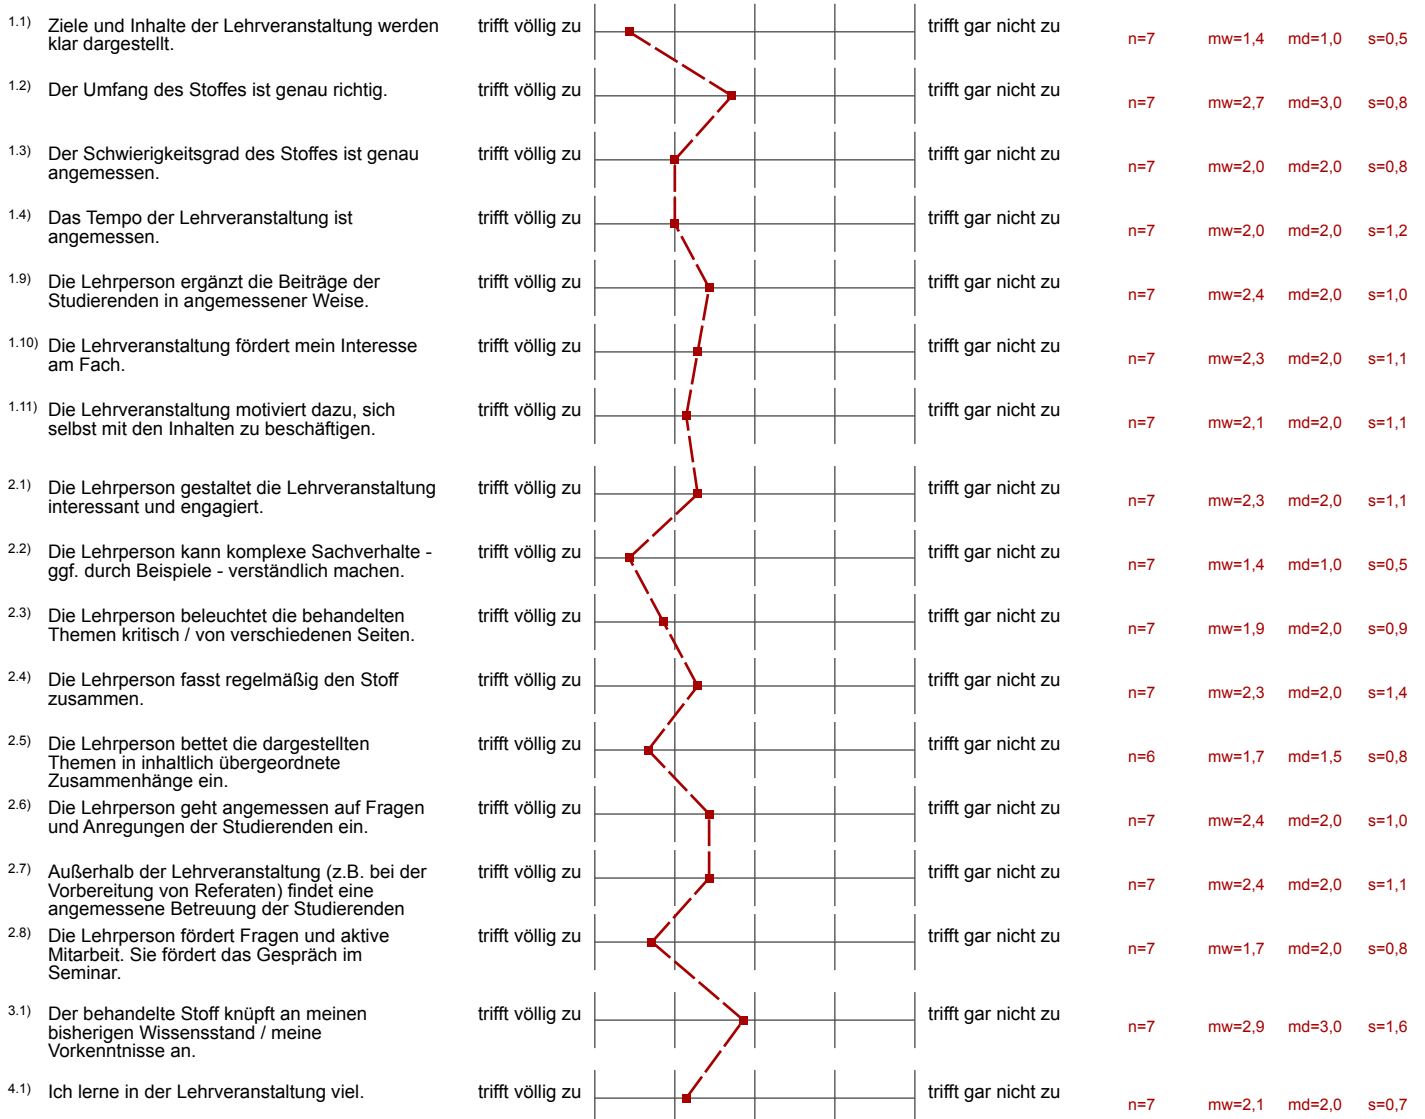 1.1) Ziele und Inhalte der Lehrveranstaltung werden
klar dargestellt.
trifft völlig zu trifft gar nicht zu n=7 mw=1,4 md=1,0 s=0,5
1.2) Der Umfang des Stoffes ist genau richtig.
trifft völlig zu trifft gar nicht zu n=7 mw=2,7 md=3,0 s=0,8
1.3) Der Schwierigkeitsgrad des Stoffes ist genau
angemessen.
trifft völlig zu trifft gar nicht zu n=7 mw=2,0 md=2,0 s=0,8
1.4) Das Tempo der Lehrveranstaltung ist
angemessen.
trifft völlig zu trifft gar nicht zu n=7 mw=2,0 md=2,0 s=1,2
1.9) Die Lehrperson ergänzt die Beiträge der
Studierenden in angemessener Weise.
trifft völlig zu trifft gar nicht zu n=7 mw=2,4 md=2,0 s=1,0
1.10) Die Lehrveranstaltung fördert mein Interesse
am Fach.
trifft völlig zu trifft gar nicht zu n=7 mw=2,3 md=2,0 s=1,1
1.11) Die Lehrveranstaltung motiviert dazu, sich
selbst mit den Inhalten zu beschäftigen.
trifft völlig zu trifft gar nicht zu n=7 mw=2,1 md=2,0 s=1,1
2.1) Die Lehrperson gestaltet die Lehrveranstaltung
interessant und engagiert.
trifft völlig zu trifft gar nicht zu n=7 mw=2,3 md=2,0 s=1,1
2.2) Die Lehrperson kann komplexe Sachverhalte -
ggf. durch Beispiele - verständlich machen.
trifft völlig zu trifft gar nicht zu n=7 mw=1,4 md=1,0 s=0,5
2.3) Die Lehrperson beleuchtet die behandelten
Themen kritisch / von verschiedenen Seiten.
trifft völlig zu trifft gar nicht zu n=7 mw=1,9 md=2,0 s=0,9
2.4) Die Lehrperson fasst regelmäßig den Stoff
zusammen.
trifft völlig zu trifft gar nicht zu n=7 mw=2,3 md=2,0 s=1,4
2.5) Die Lehrperson bettet die dargestellten
Themen in inhaltlich übergeordnete
Zusammenhänge ein.
trifft völlig zu trifft gar nicht zu n=6 mw=1,7 md=1,5 s=0,8
2.6) Die Lehrperson geht angemessen auf Fragen
und Anregungen der Studierenden ein.
trifft völlig zu trifft gar nicht zu n=7 mw=2,4 md=2,0 s=1,0
2.7) Außerhalb der Lehrveranstaltung (z.B. bei der
Vorbereitung von Referaten) findet eine
angemessene Betreuung der Studierenden
trifft völlig zu trifft gar nicht zu n=7 mw=2,4 md=2,0 s=1,1
2.8) Die Lehrperson fördert Fragen und aktive
Mitarbeit. Sie fördert das Gespräch im
Seminar.
trifft völlig zu trifft gar nicht zu n=7 mw=1,7 md=2,0 s=0,8
3.1) Der behandelte Stoff knüpft an meinen
bisherigen Wissensstand / meine
Vorkenntnisse an.
trifft völlig zu trifft gar nicht zu n=7 mw=2,9 md=3,0 s=1,6
4.1) Ich lerne in der Lehrveranstaltung viel.
trifft völlig zu trifft gar nicht zu n=7 mw=2,1 md=2,0 s=0,7